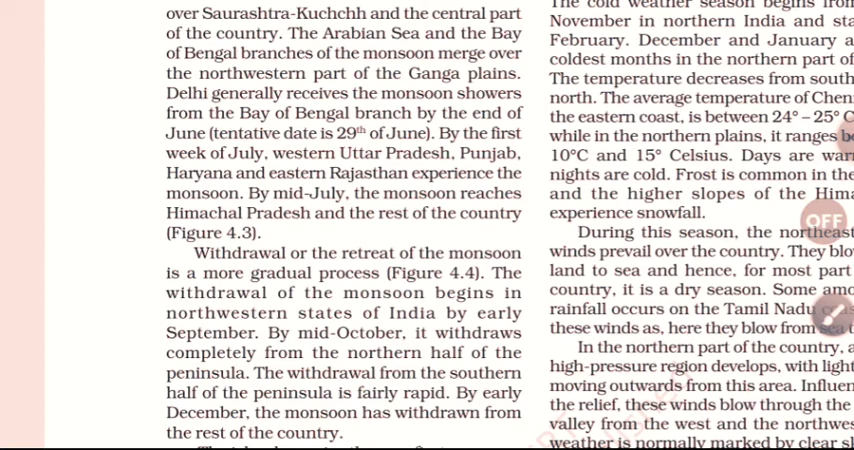 over Saurashtra-Kuchchh and the central part
of the country. The Arabian Sea and the Bay
of Bengal branches of the monsoon merge over
the northwestern part of the Ganga plains.
Delhi generally receives the monsoon showers
from the Bay of Bengal branch by the end of
June (tentative date is 29th of June). By the first
week of July, western Uttar Pradesh, Punjab,
Haryana and eastern Rajasthan experience the
monsoon. By mid-July, the monsoon reaches
Himachal Pradesh and the rest of the country
(Figure 4.3).
Withdrawal or the retreat of the monsoon
is a more gradual process (Figure 4.4). The
withdrawal of the monsoon begins in
northwestern states of India by early
September. By mid-October, it withdraws
completely from the northern half of the
peninsula. The withdrawal from the southern
half of the peninsula is fairly rapid. By early
December, the monsoon has withdrawn from
the rest of the country.
The cold weather season begins from
November in northern India and
February. December and January
coldest months in the northern part of
The temperature decreases from south
north. The average temperature of
the eastern coast, is between 24° – 25°
while in the northern plains, it ranges
10°C and 15° Celsius. Days are
nights are cold. Frost is common in the
and the higher slopes of the
experience snowfall.
During this season, the northeast
winds prevail over the country. They
land to sea and hence, for most part
country, it is a dry season. Some
rainfall occurs on the Tamil Nadu
these winds as, here they blow from sea
In the northern part of the country, a
high-pressure region develops, with light
moving outwards from this area.
the relief, these winds blow through the
valley from the west and the
weather is normally marked by clear
OFF